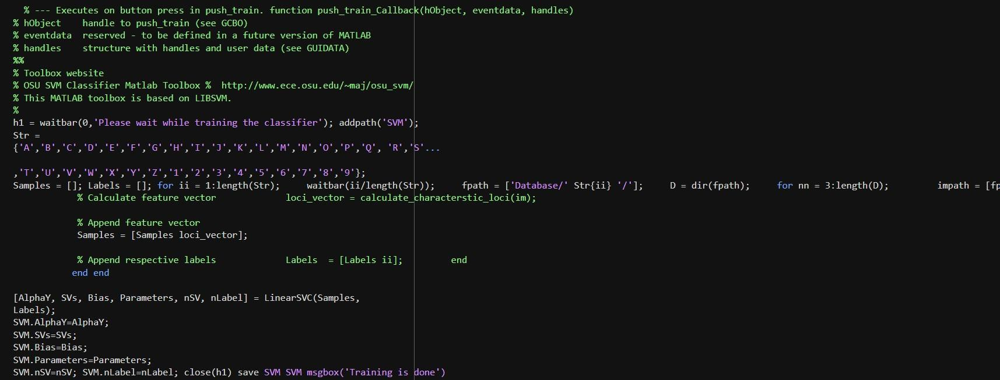 % --- Executes on button press in push_train. function push_train_Callback(hObject, eventdata, handles)
% hObject    handle to push_train (see GCBO)
% eventdata  reserved - to be defined in a future version of MATLAB
% handles    structure with handles and user data (see GUIDATA)
%%
% Toolbox website
% OSU SVM Classifier Matlab Toolbox %  http://www.ece.osu.edu/~maj/osu_svm/
% This MATLAB toolbox is based on LIBSVM.
%
h1 = waitbar(0,'Please wait while training the classifier'); addpath('SVM');
Str =
{'A','B','C','D','E','F','G','H','I','J','K','L','M','N','O','P','Q', 'R','S'...
,'T','U','V','W','X','Y','Z','1','2','3','4','5','6','7','8','9'};
Samples = []; Labels = []; for ii = 1:length(Str);     waitbar(ii/length(Str));     fpath = ['Database/' Str{ii} '/'];     D = dir(fpath);     for nn = 3:length(D);         impath = [fp
% Calculate feature vector             loci_vector = calculate_characterstic_loci(im);
% Append feature vector
Samples = [Samples loci_vector];
% Append respective labels             Labels  = [Labels ii];         end
end end
[AlphaY, SVs, Bias, Parameters, nSV, nLabel] = LinearSVC(Samples,
Labels);
SVM.AlphaY=AlphaY;
SVM.SVs=SVs;
SVM.Bias=Bias;
SVM.Parameters=Parameters;
SVM.nSV=nSV; SVM.nLabel=nLabel; close(h1) save SVM SVM msgbox('Training is done')